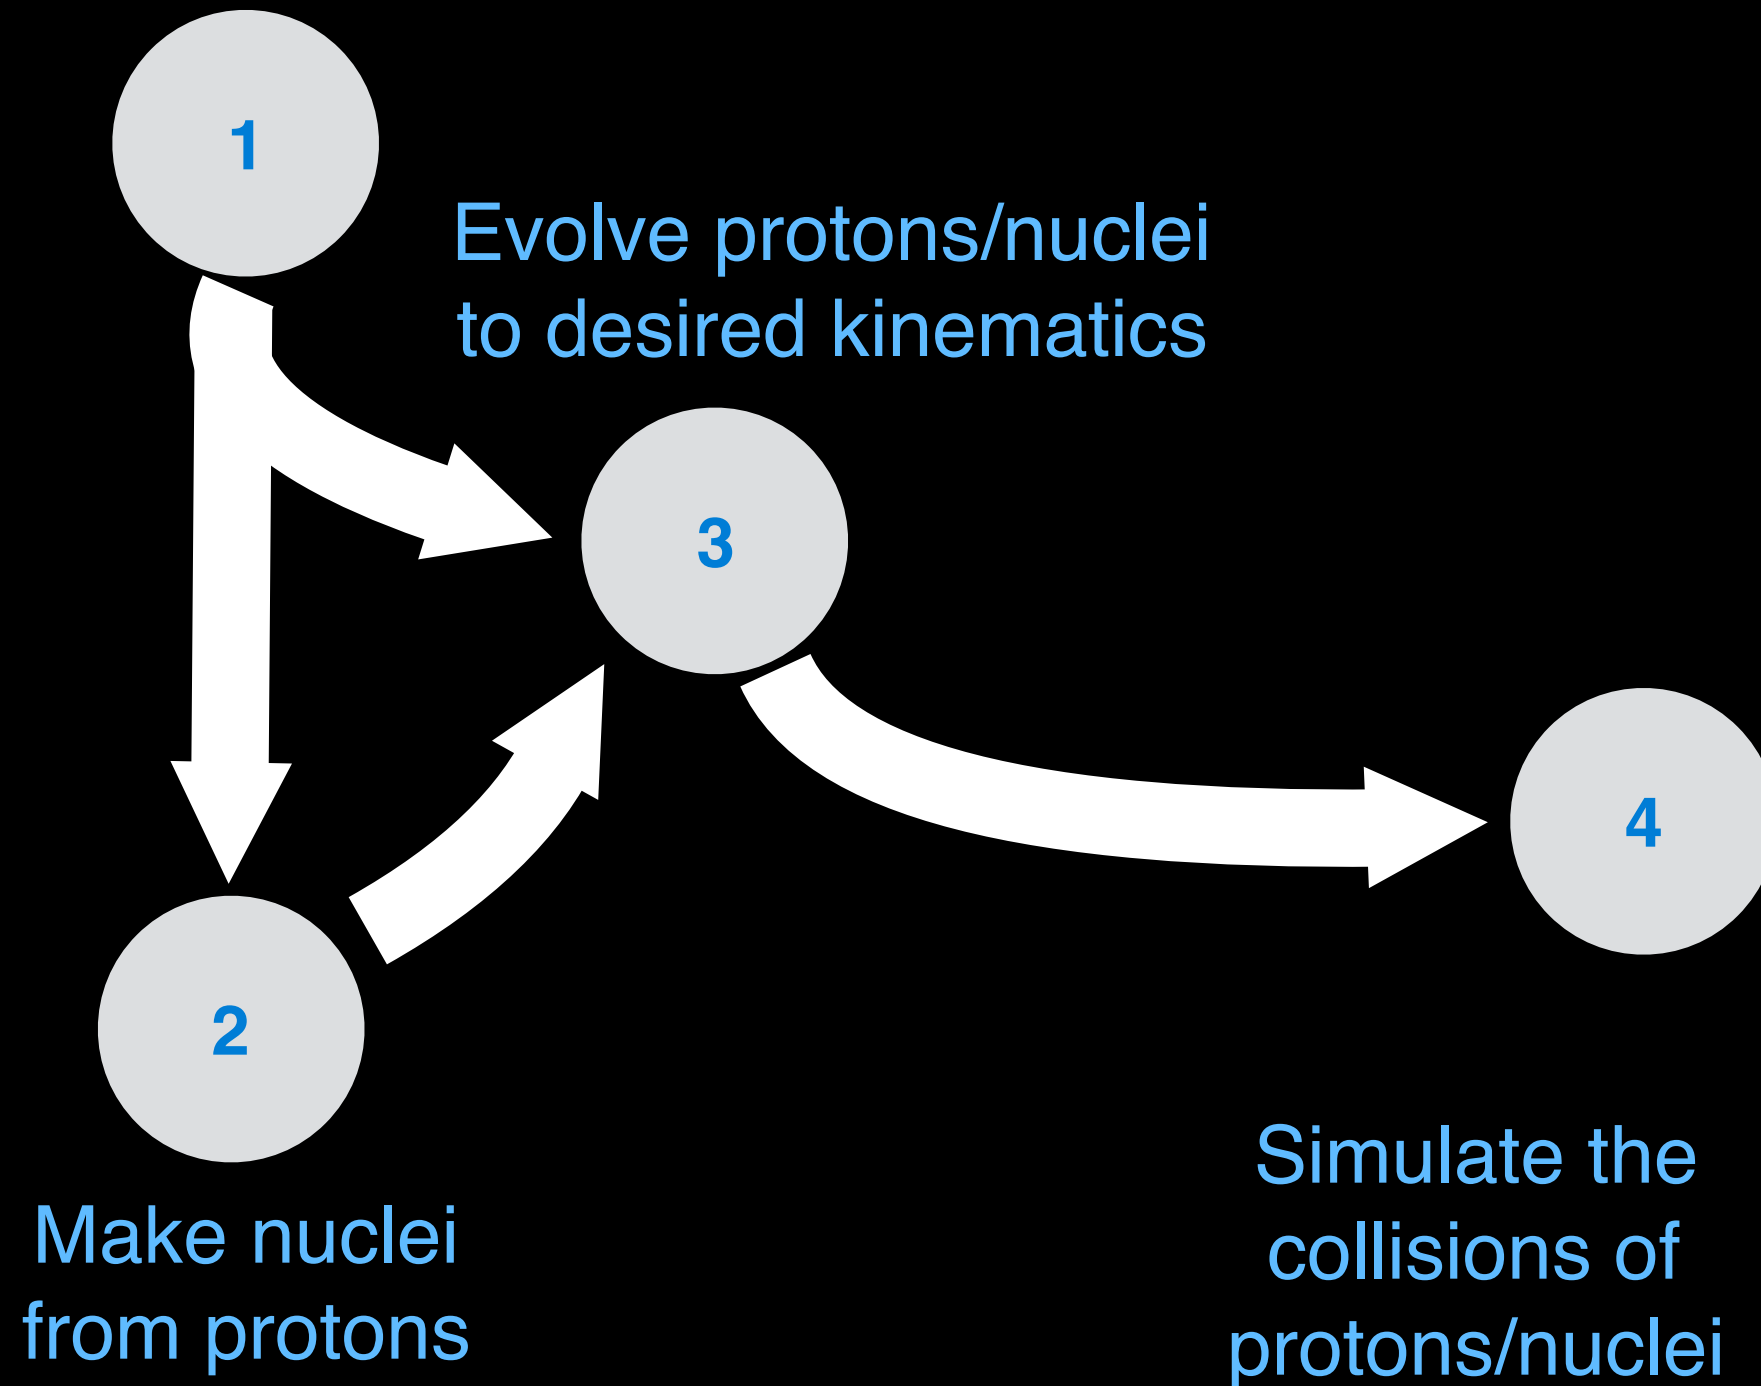 1
Evolve protons/nuclei
to desired kinematics
3
4
2
Make nuclei
from protons
Simulate the
collisions of
protons/nuclei